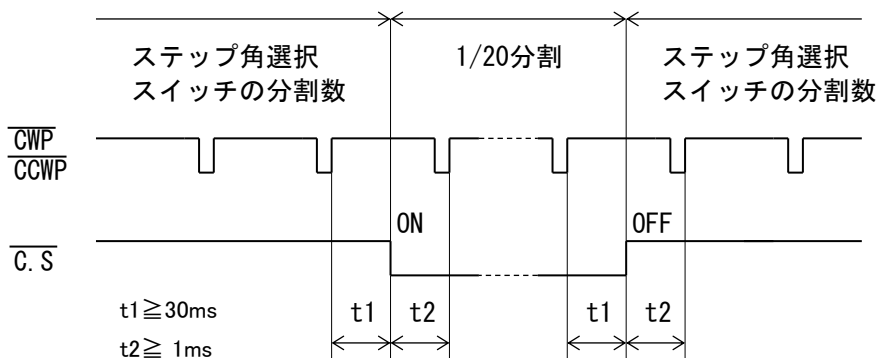 ステップ角選択
スイッチの分割数
1/20分割
ステップ角選択
スイッチの分割数
CWP
CCWP
ON
OFF
C.S
t1
t2
t1
t2
t1≧30ms
t2≧ 1ms